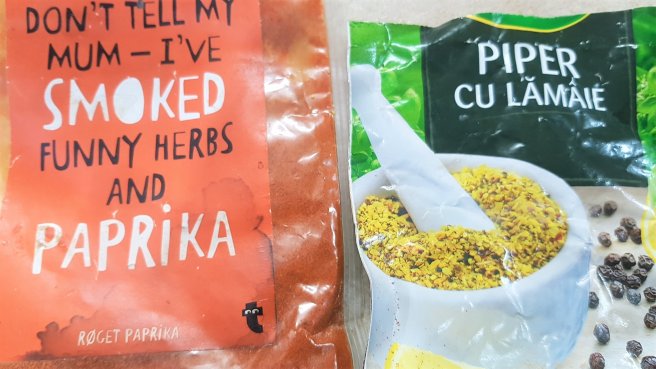 DON'T TELL MY
MUM – I'VE
SMOKED
FUNNY HERBS
AND
PAPRIKA
RØGET PAPRIKA
t
PIPER
CU LĂMÂIE